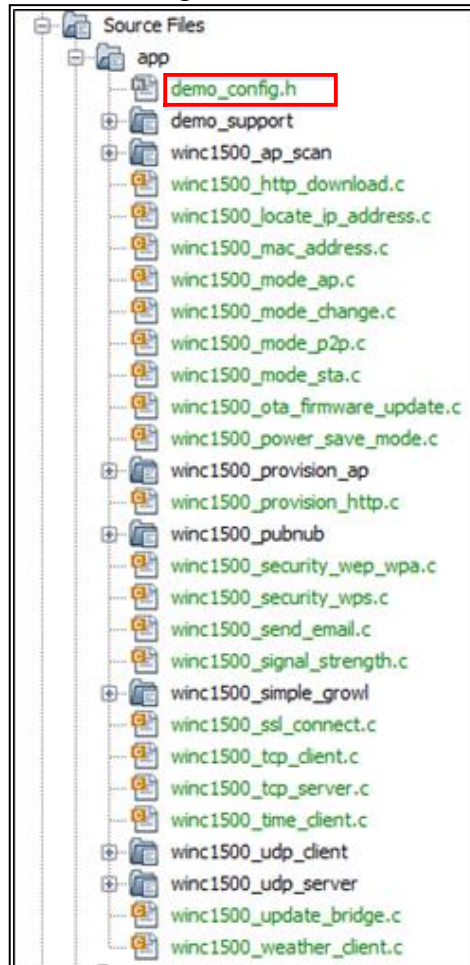 Source Files
app
demo_config.h
demo_support
winc1500_ap_scan
winc1500_http_download.c
winc1500_locate_ip_address.c
winc1500_mac_address.c
winc1500_mode_ap.c
winc1500_mode_change.c
winc1500_mode_p2p.c
winc1500_mode_sta.c
winc1500_ota_firmware_update.c
winc1500_power_save_mode.c
winc1500_provision_ap
winc1500_provision_http.c
winc1500_pubnub
winc1500_security_wep_wpa.c
winc1500_security_wps.c
winc1500_send_email.c
winc1500_signal_strength.c
winc1500_simple_growl
winc1500_ssl_connect.c
winc1500_tcp_client.c
winc1500_tcp_server.c
winc1500_time_client.c
winc1500_udp_client
winc1500_udp_server
winc1500_update_bridge.c
winc1500_weather_client.c